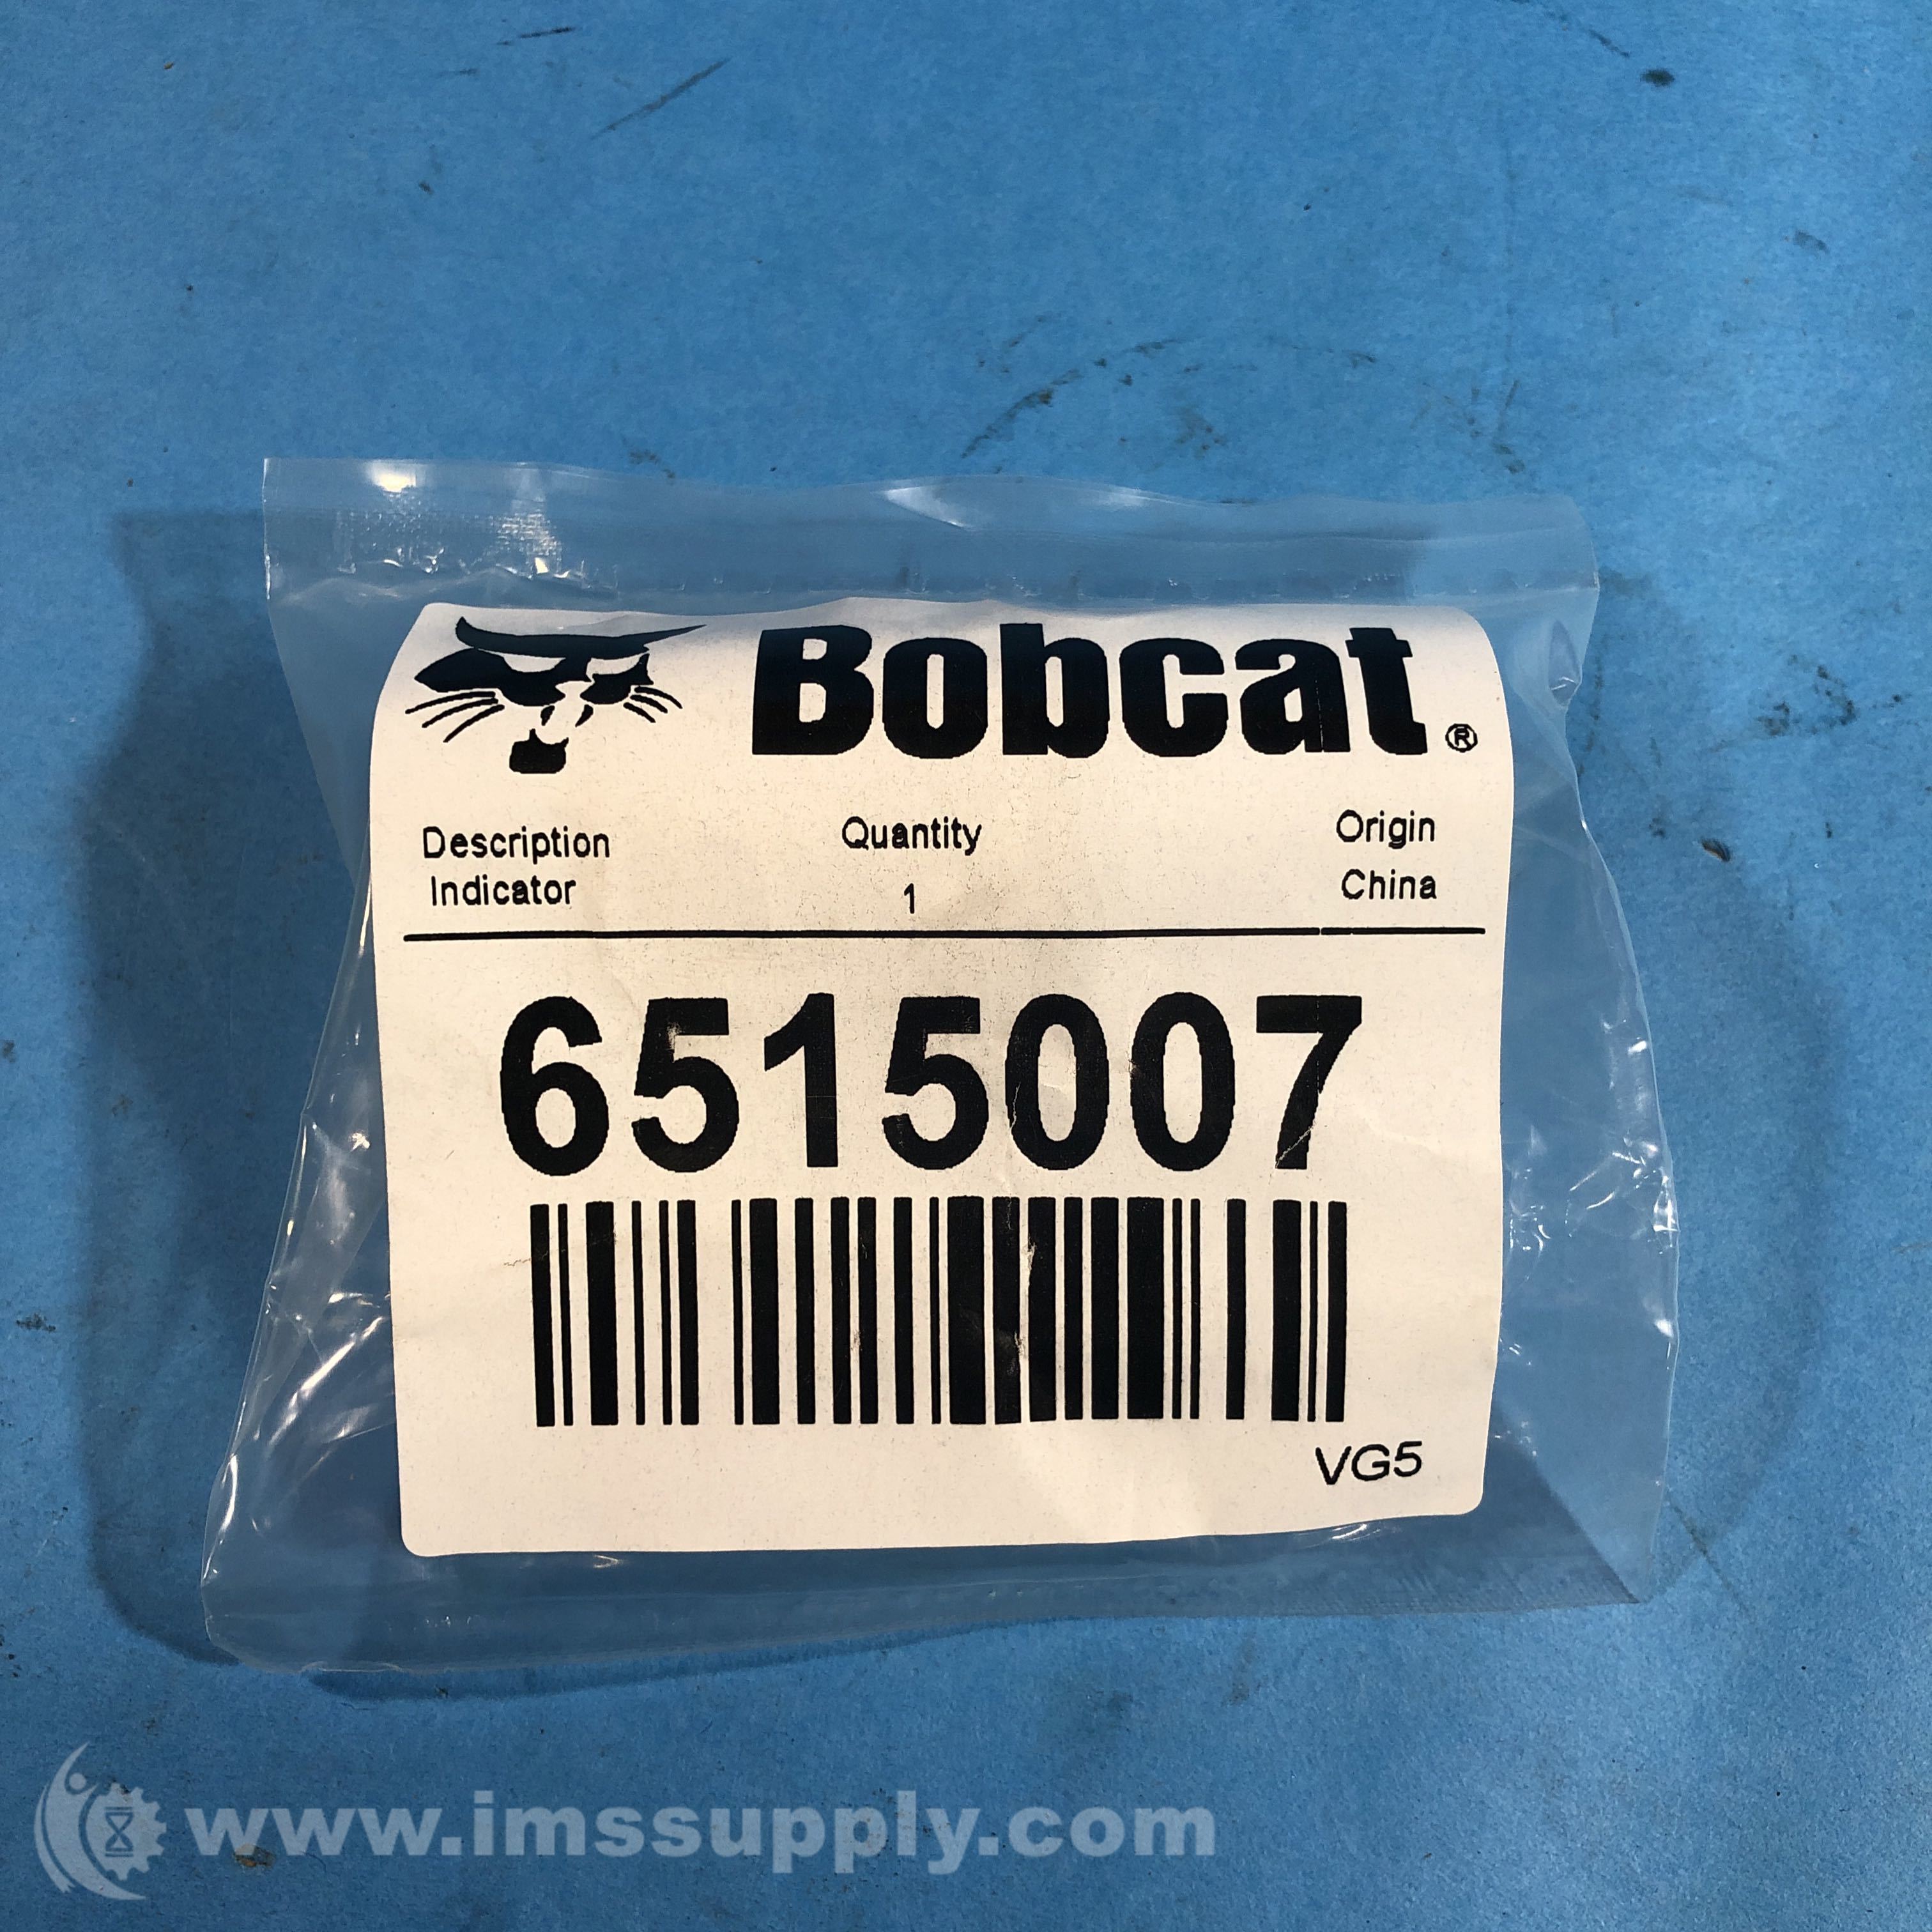 Bobcat®
Description Quantity Origin
Indicator 1 China
6515007
VG5
www.imssupply.com